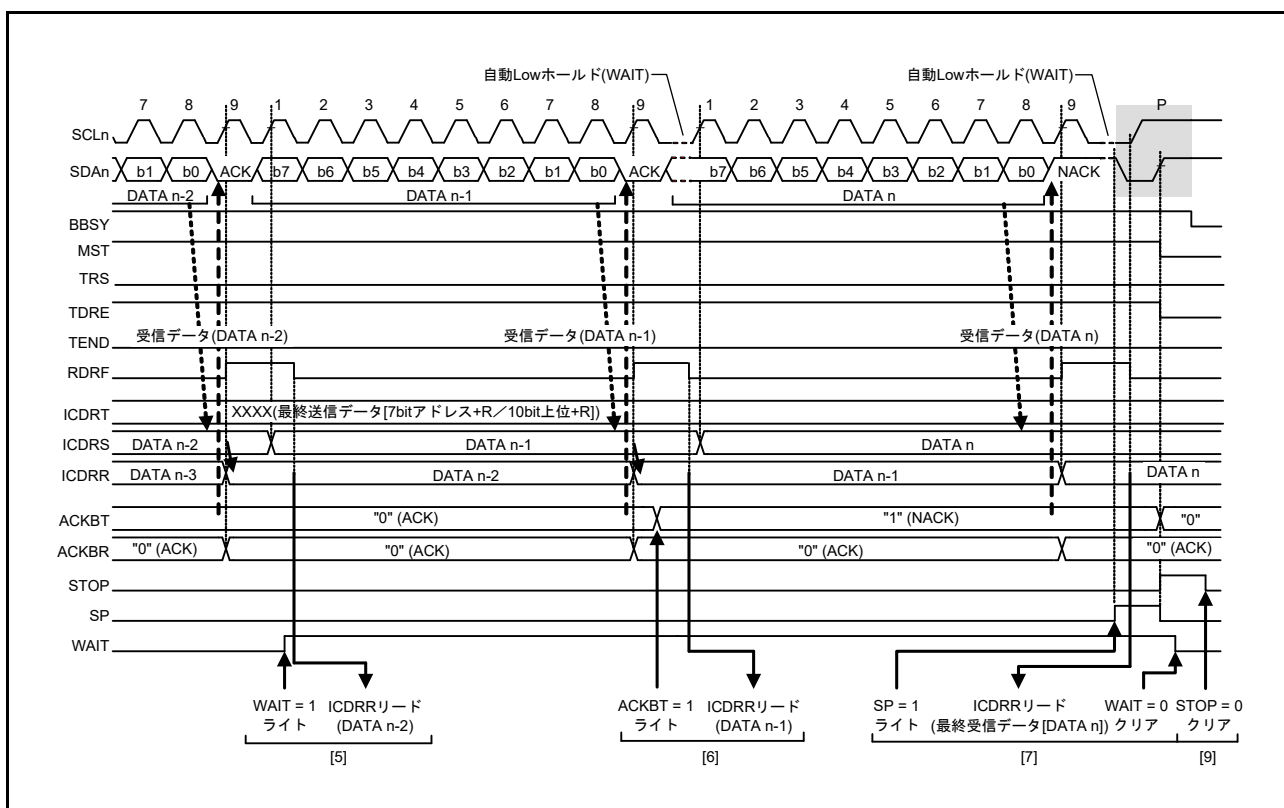 自動Lowホールド(WAIT) 自動Lowホールド(WAIT)
7 8 9 1 2 3 4 5 6 7 8 9 1 2 3 4 5 6 7 8 9 P
SCLn
SDAn b1 b0 ACK b7 b6 b5 b4 b3 b2 b1 b0 ACK b7 b6 b5 b4 b3 b2 b1 b0 NACK
DATA n-2 DATA n-1 DATA n
BBSY
MST
TRS
TDRE
受信データ(DATA n-2) 受信データ(DATA n-1) 受信データ(DATA n)
TEND
RDRF
ICDRT XXXX(最終送信データ[7bitアドレス+R/10bit上位+R])
ICDRS DATA n-2 DATA n-1 DATA n
ICDRR DATA n-3 DATA n-2 DATA n-1 DATA n
ACKBT "0" (ACK) "1" (NACK) "0"
ACKBR "0" (ACK) "0" (ACK) "0" (ACK) "0" (ACK)
STOP
SP
WAIT
WAIT = 1 ICDRRリード ACKBT = 1 ICDRRリード SP = 1 ICDRRリード WAIT = 0 STOP = 0
ライト (DATA n-2) ライト (DATA n-1) ライト (最終受信データ[DATA n]) クリア クリア
[5] [6] [7] [9]